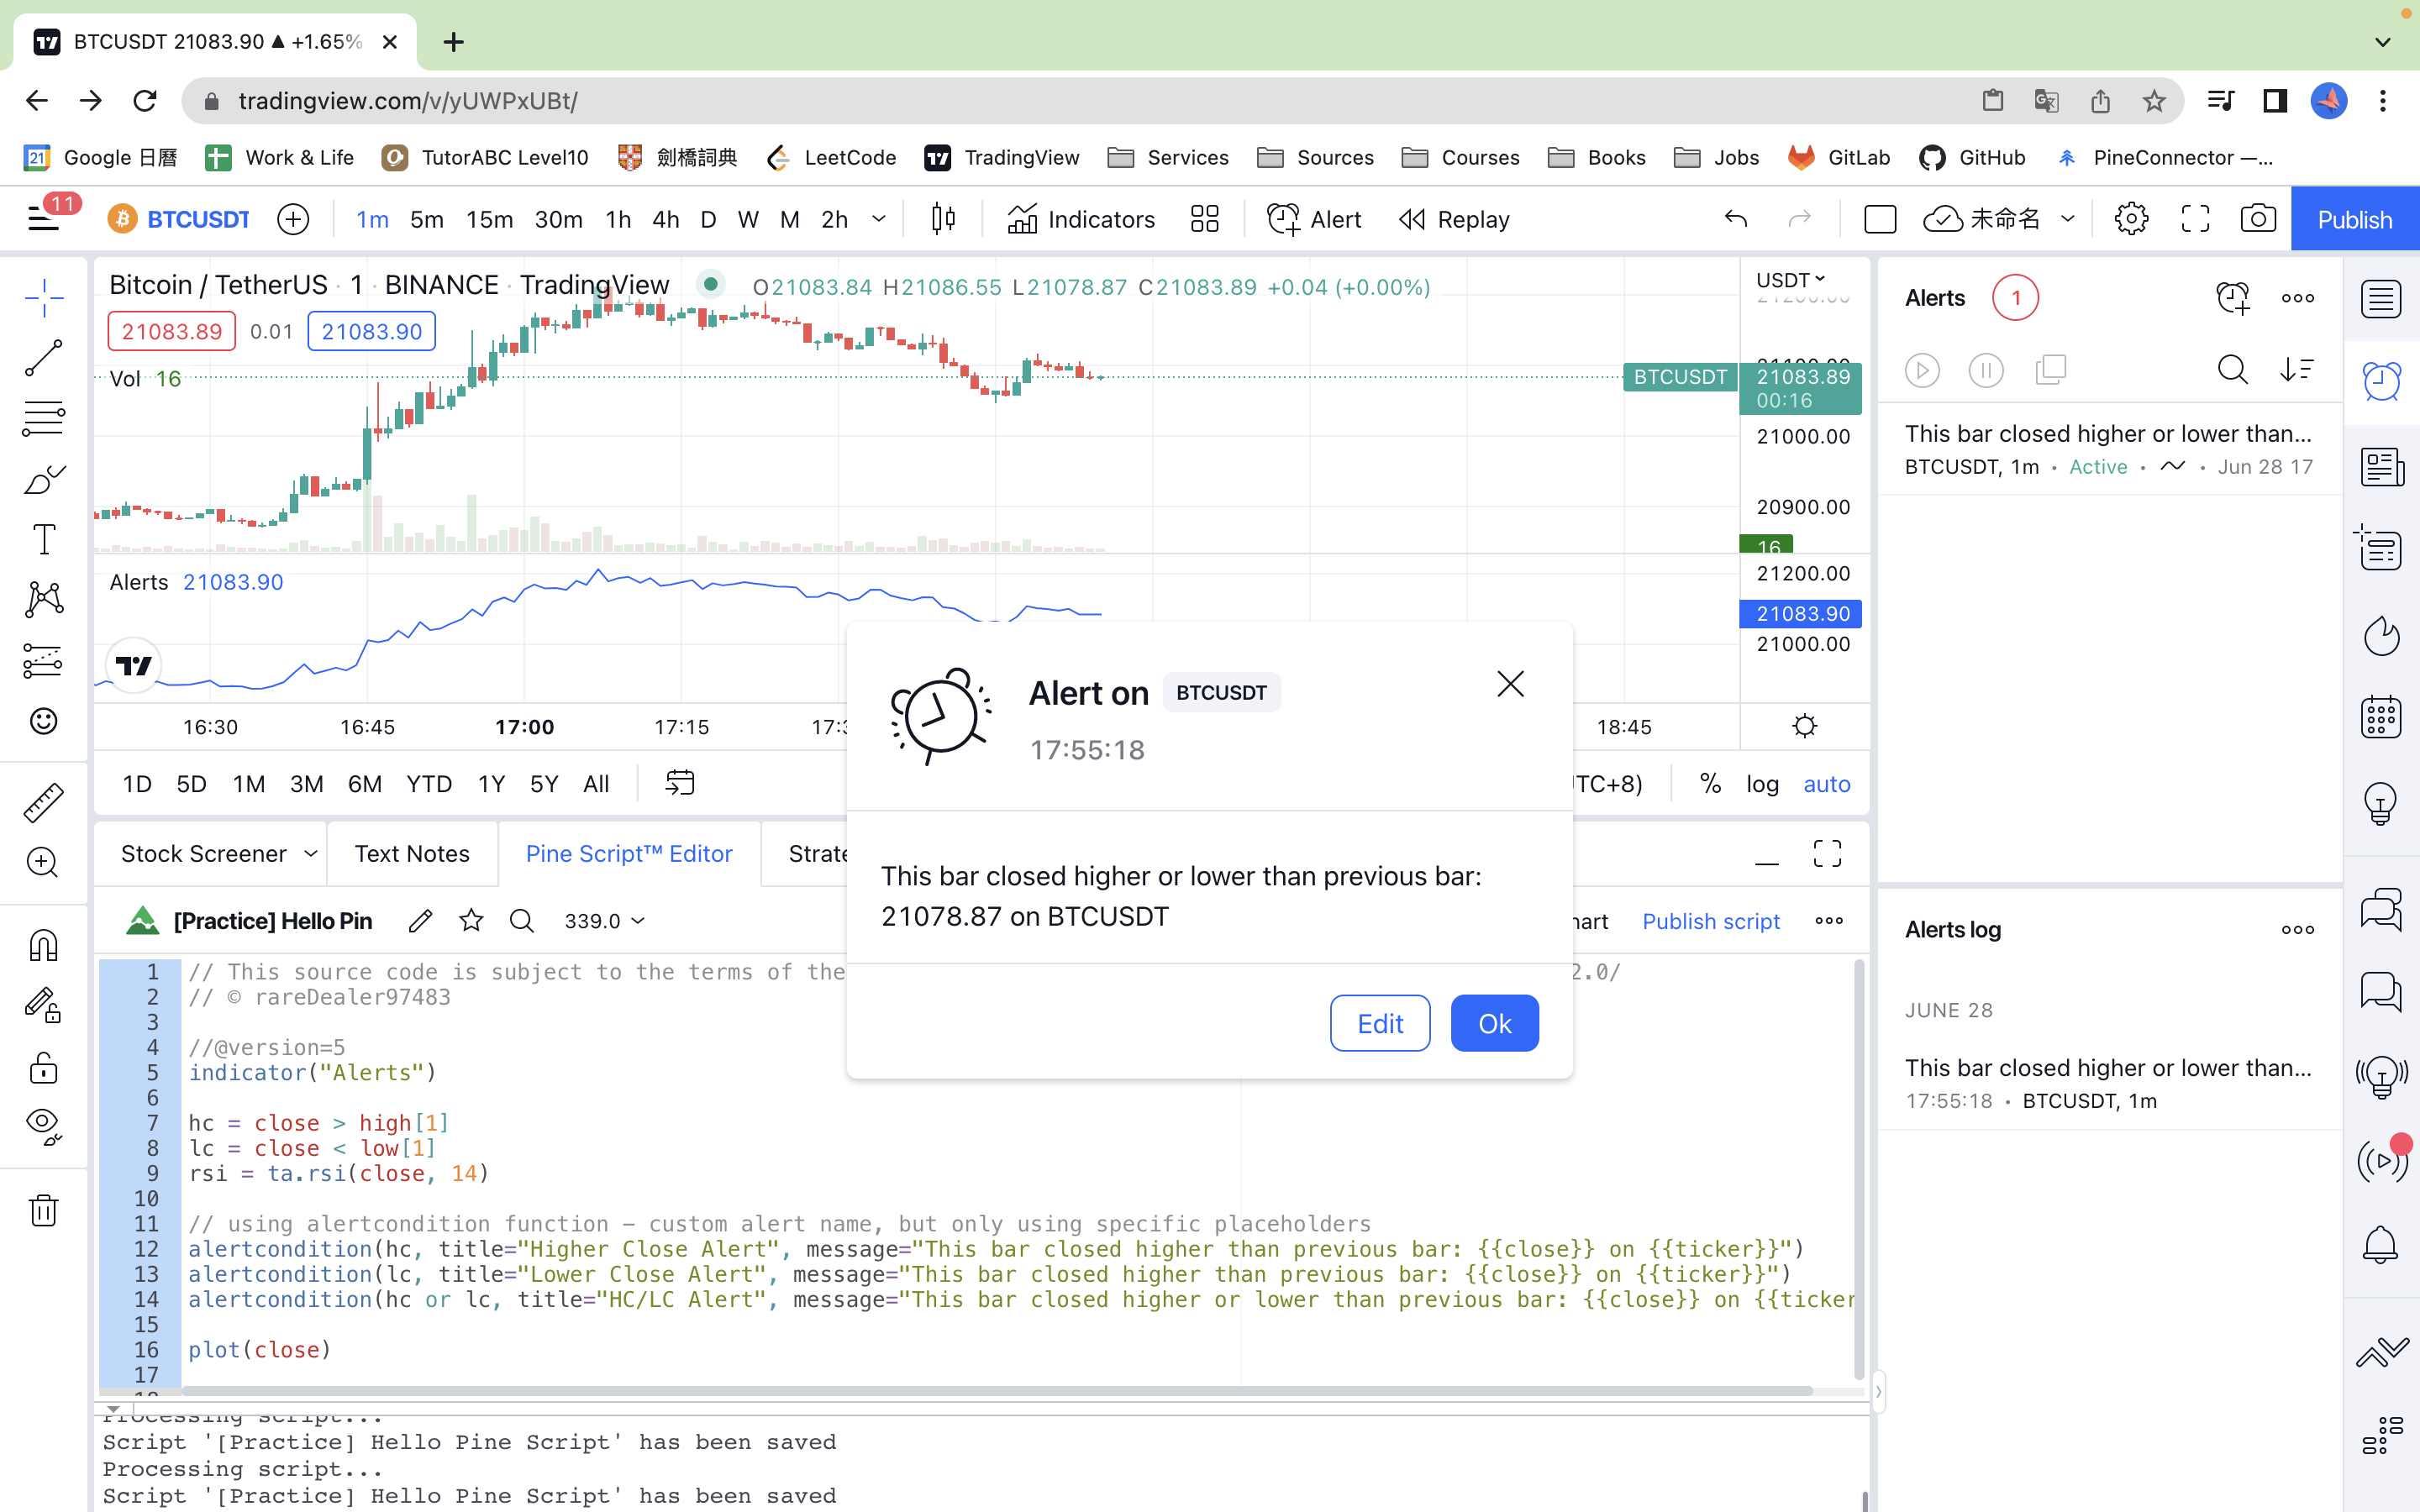 BTCUSDT 21083.90 ▲ +1.65%
tradingview.com/v/yUWPxUBt/
21 Google 日曆 Work & Life TutorABC Level10 劍橋詞典 LeetCode TradingView Services Sources Courses Books Jobs GitLab GitHub PineConnector —...
11 BTCUSDT 1m 5m 15m 30m 1h 4h D W M 2h Indicators Alert Replay 未命名 Publish
Bitcoin / TetherUS · 1 · BINANCE · TradingView O21083.84 H21086.55 L21078.87 C21083.89 +0.04 (+0.00%)
21083.89 0.01 21083.90
Vol 16
USDT
21200.00
21100.00
BTCUSDT 21083.89
00:16
21000.00
20900.00
16
Alerts 21083.90
21200.00
21083.90
21000.00
16:30 16:45 17:00 17:15 18:45
1D 5D 1M 3M 6M YTD 1Y 5Y All TC+8) % log auto
Alert on BTCUSDT
17:55:18
This bar closed higher or lower than previous bar:
21078.87 on BTCUSDT
Edit Ok
Stock Screener Text Notes Pine Script™ Editor Strate
[Practice] Hello Pin 339.0 hart Publish script
1 // This source code is subject to the terms of the 2.0/
2 // © rareDealer97483
3
4 //@version=5
5 indicator("Alerts")
6
7 hc = close > high[1]
8 lc = close < low[1]
9 rsi = ta.rsi(close, 14)
10
11 // using alertcondition function – custom alert name, but only using specific placeholders
12 alertcondition(hc, title="Higher Close Alert", message="This bar closed higher than previous bar: {{close}} on {{ticker}}")
13 alertcondition(lc, title="Lower Close Alert", message="This bar closed higher than previous bar: {{close}} on {{ticker}}")
14 alertcondition(hc or lc, title="HC/LC Alert", message="This bar closed higher or lower than previous bar: {{close}} on {{ticker
15
16 plot(close)
17
Processing script...
Script '[Practice] Hello Pine Script' has been saved
Processing script...
Script '[Practice] Hello Pine Script' has been saved
Alerts 1
This bar closed higher or lower than...
BTCUSDT, 1m • Active • • Jun 28 17
Alerts log
JUNE 28
This bar closed higher or lower than...
17:55:18 • BTCUSDT, 1m